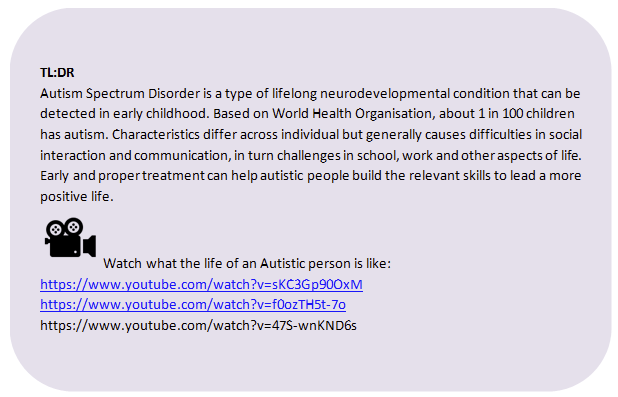 TL:DR
Autism Spectrum Disorder is a type of lifelong neurodevelopmental condition that can be
detected in early childhood. Based on World Health Organisation, about 1 in 100 children
has autism. Characteristics differ across individual but generally causes difficulties in social
interaction and communication, in turn challenges in school, work and other aspects of life.
Early and proper treatment can help autistic people build the relevant skills to lead a more
positive life.
Watch what the life of an Autistic person is like:
https://www.youtube.com/watch?v=sKC3Gp90OxM
https://www.youtube.com/watch?v=f0ozTH5t-7o
https://www.youtube.com/watch?v=47S-wnKND6s